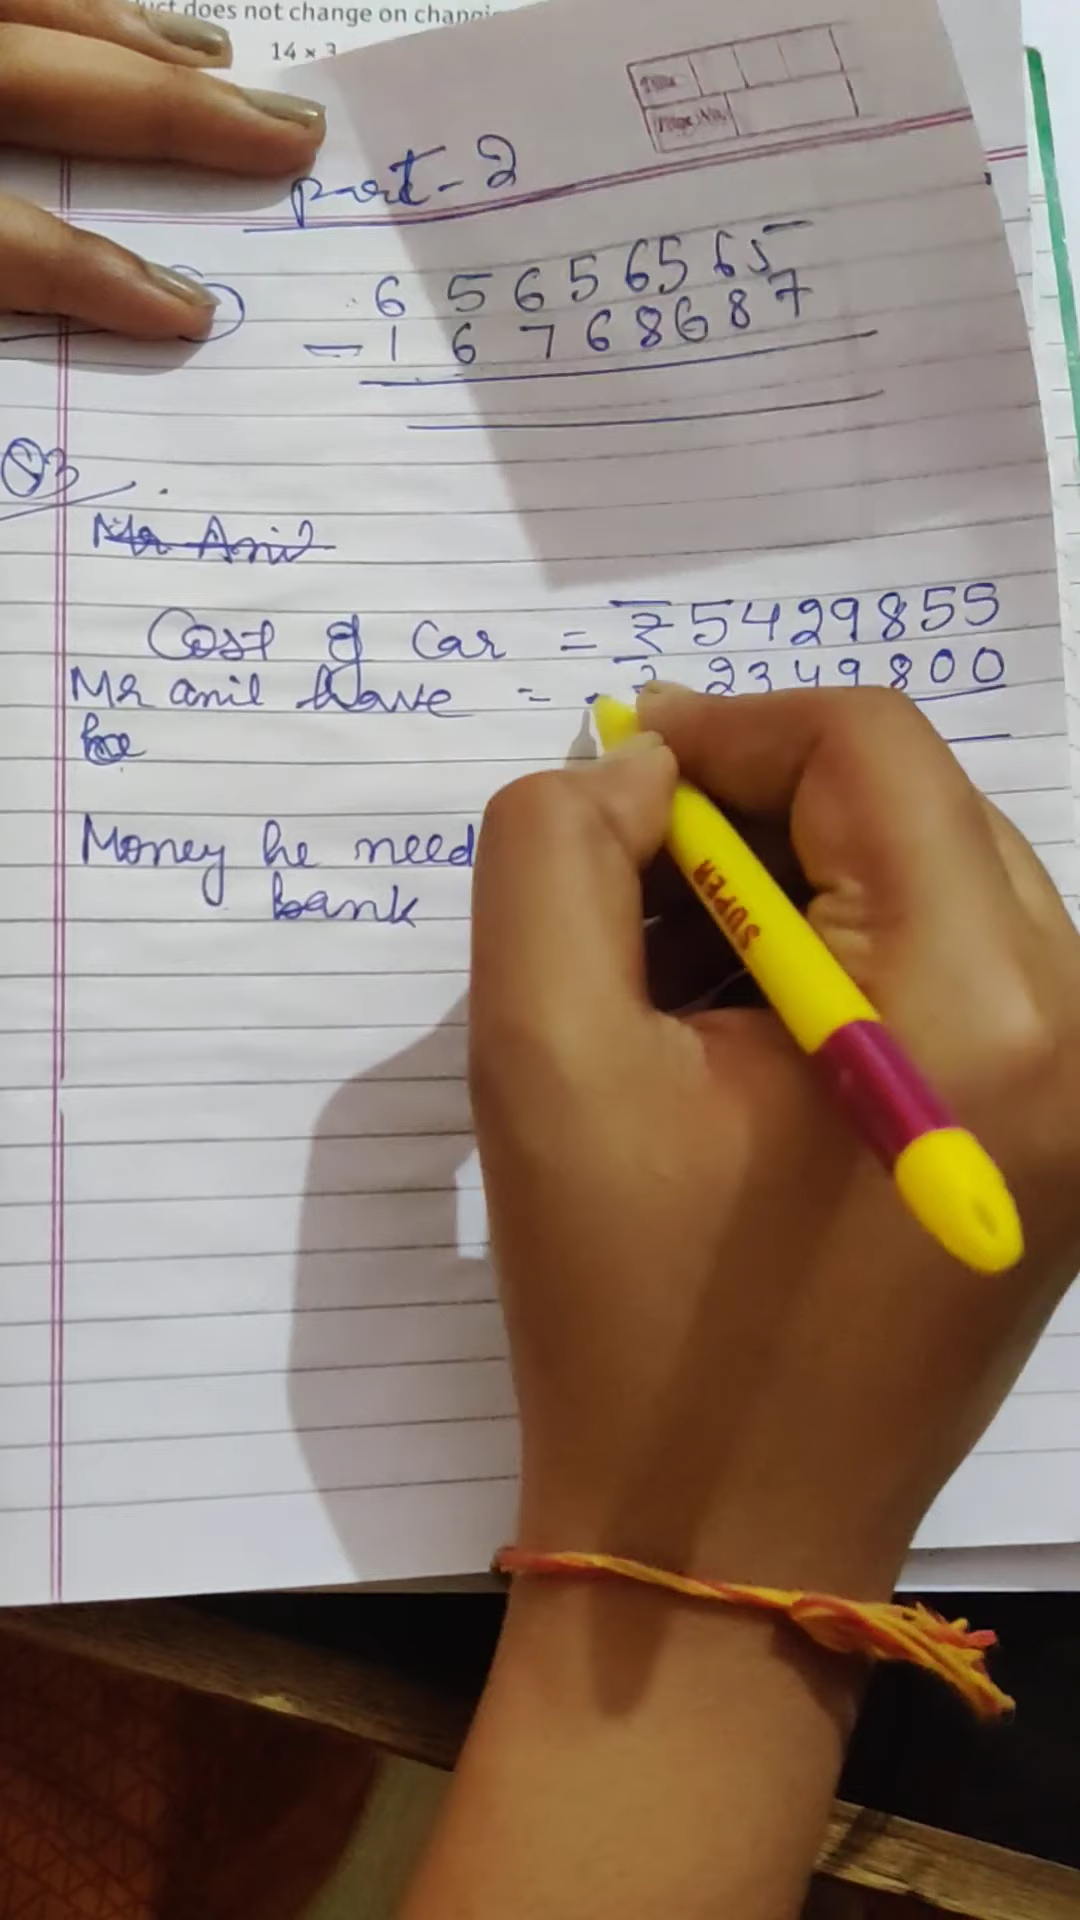 does not change on
14 ×
Part-2
6 5 6 5 6 5 6 5
- 1 6 7 6 8 6 8 7
Q3
Mr Anil
Cost of Car = ₹ 5429855
Mr anil have = 2349800
Money he need
bank
SUPER